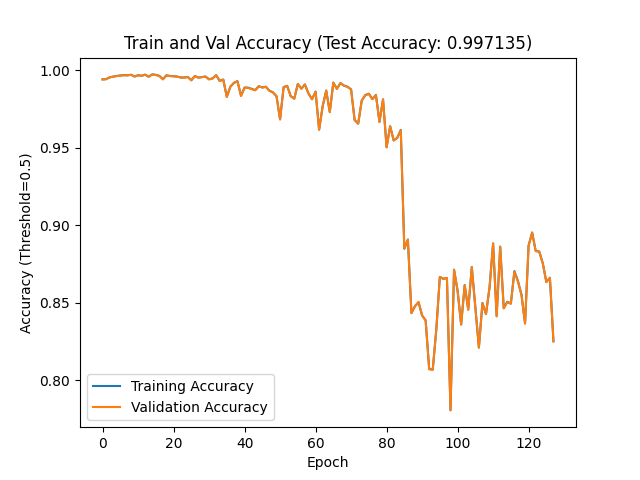 Train and Val Accuracy (Test Accuracy: 0.997135)
1.00
0.95
0.90
0.85
0.80
Accuracy (Threshold=0.5)
Training Accuracy
Validation Accuracy
0 20 40 60 80 100 120
Epoch